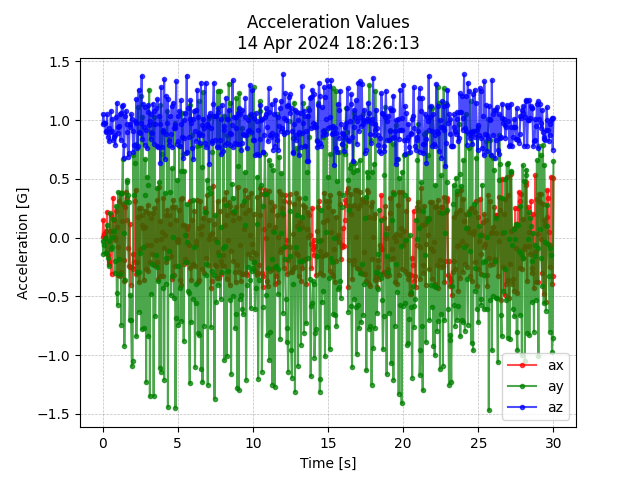 Acceleration Values
14 Apr 2024 18:26:13
Acceleration [G]
1.5
1.0
0.5
0.0
−0.5
−1.0
−1.5
ax
ay
az
0
5
10
15
20
25
30
Time [s]